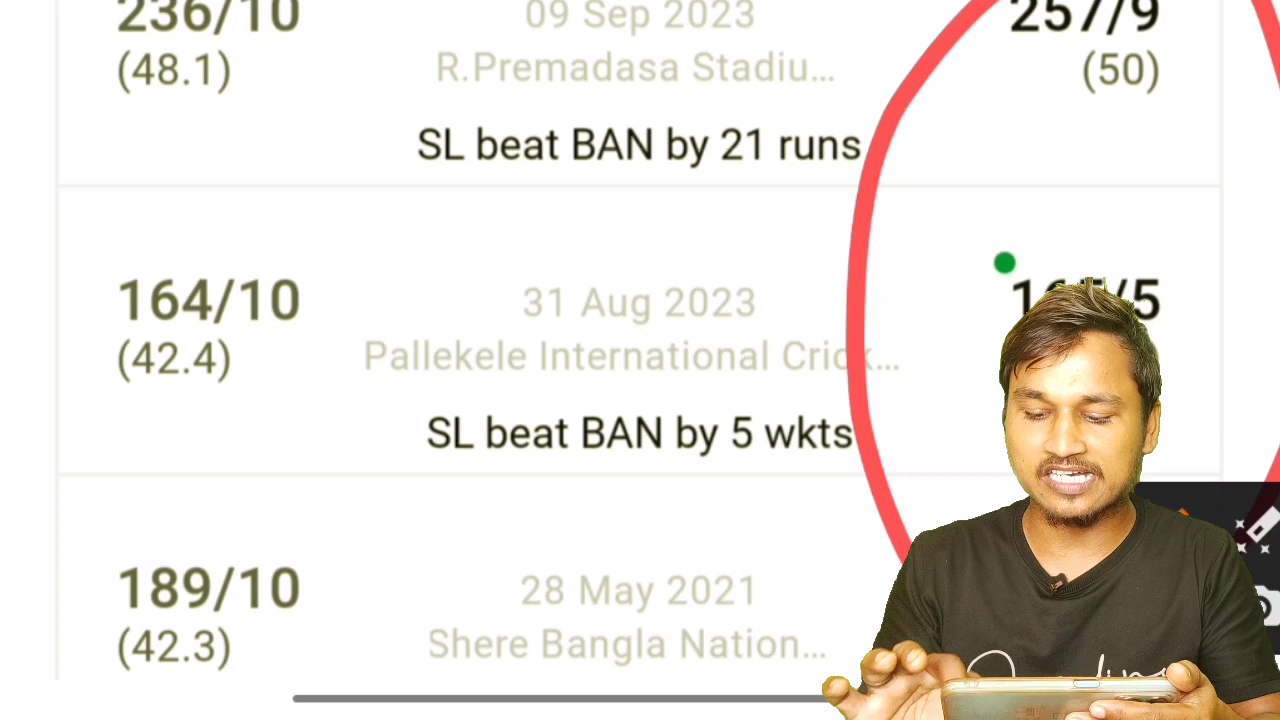 236/10 09 Sep 2023 257/9
(48.1) R.Premadasa Stadiu... (50)
SL beat BAN by 21 runs
164/10 31 Aug 2023
(42.4) Pallekele International Crick...
SL beat BAN by 5 wkts
189/10 28 May 2021
(42.3) Shere Bangla Nation...